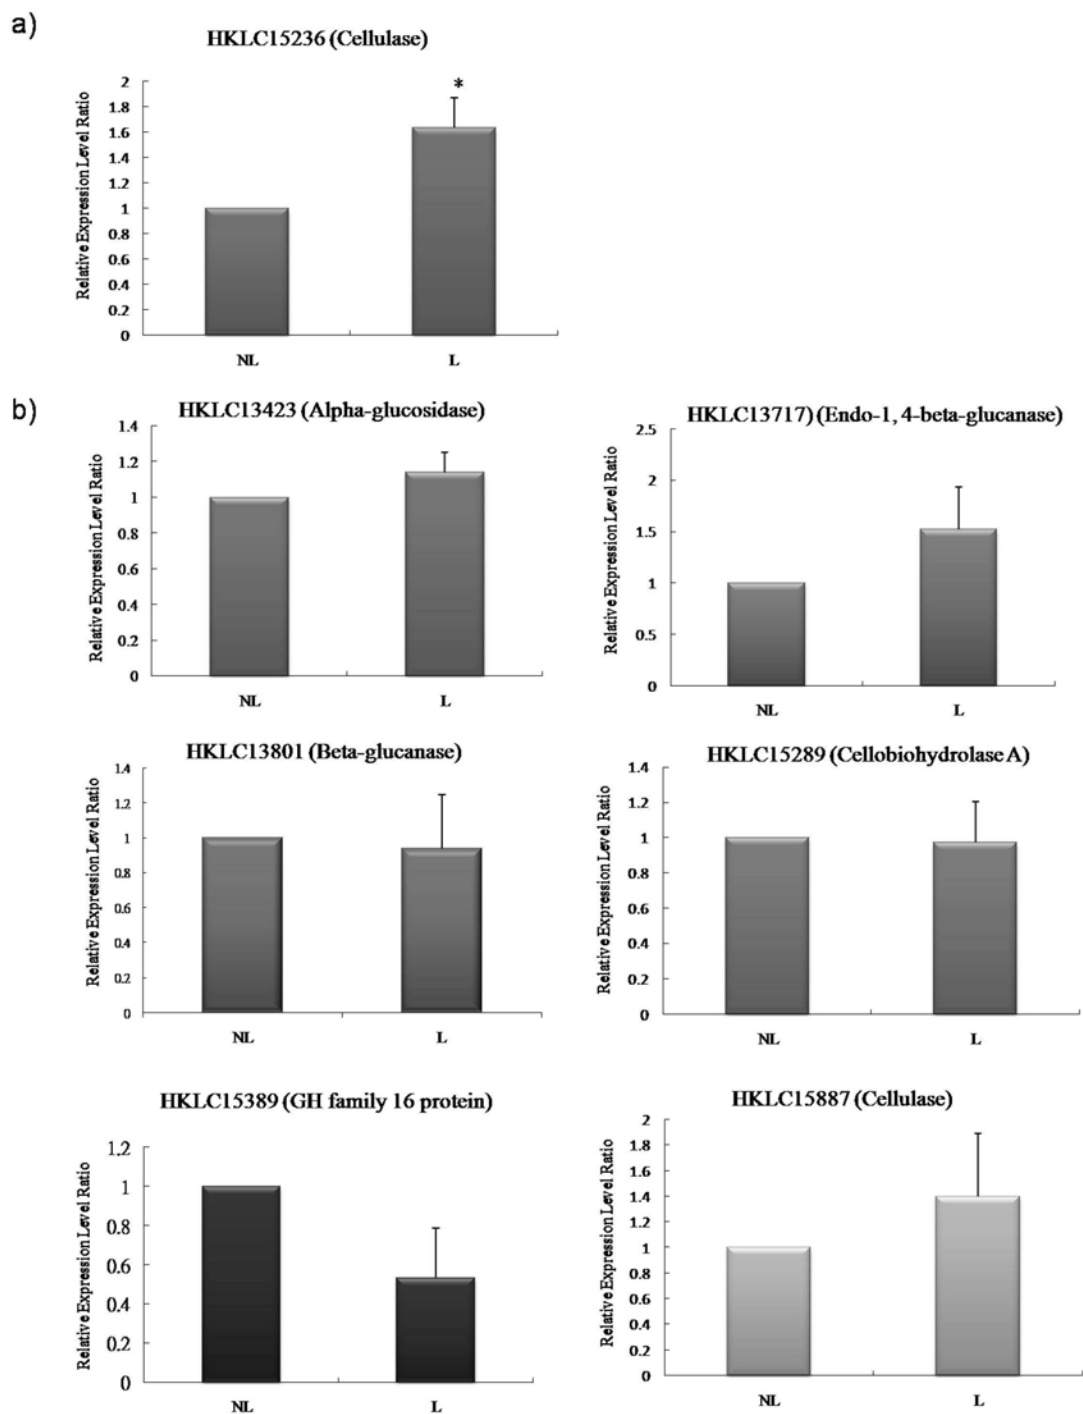 a)
HKLC15236 (Cellulase)
Relative Expression Level Ratio
2
1.8
1.6
1.4
1.2
1
0.8
0.6
0.4
0.2
0
*
NL L
b)
HKLC13423 (Alpha-glucosidase)
Relative Expression Level Ratio
1.4
1.2
1
0.8
0.6
0.4
0.2
0
NL L
HKLC13717) (Endo-1, 4-beta-glucanase)
Relative Expression Level Ratio
2.5
2
1.5
1
0.5
0
NL L
HKLC13801 (Beta-glucanase)
Relative Expression Level Ratio
1.4
1.2
1
0.8
0.6
0.4
0.2
0
NL L
HKLC15289 (Cellobiohydrolase A)
Relative Expression Level Ratio
1.4
1.2
1
0.8
0.6
0.4
0.2
0
NL L
HKLC15389 (GH family 16 protein)
Relative Expression Level Ratio
1.2
1
0.8
0.6
0.4
0.2
0
NL L
HKLC15887 (Cellulase)
Relative Expression Level Ratio
2
1.8
1.6
1.4
1.2
1
0.8
0.6
0.4
0.2
0
NL L